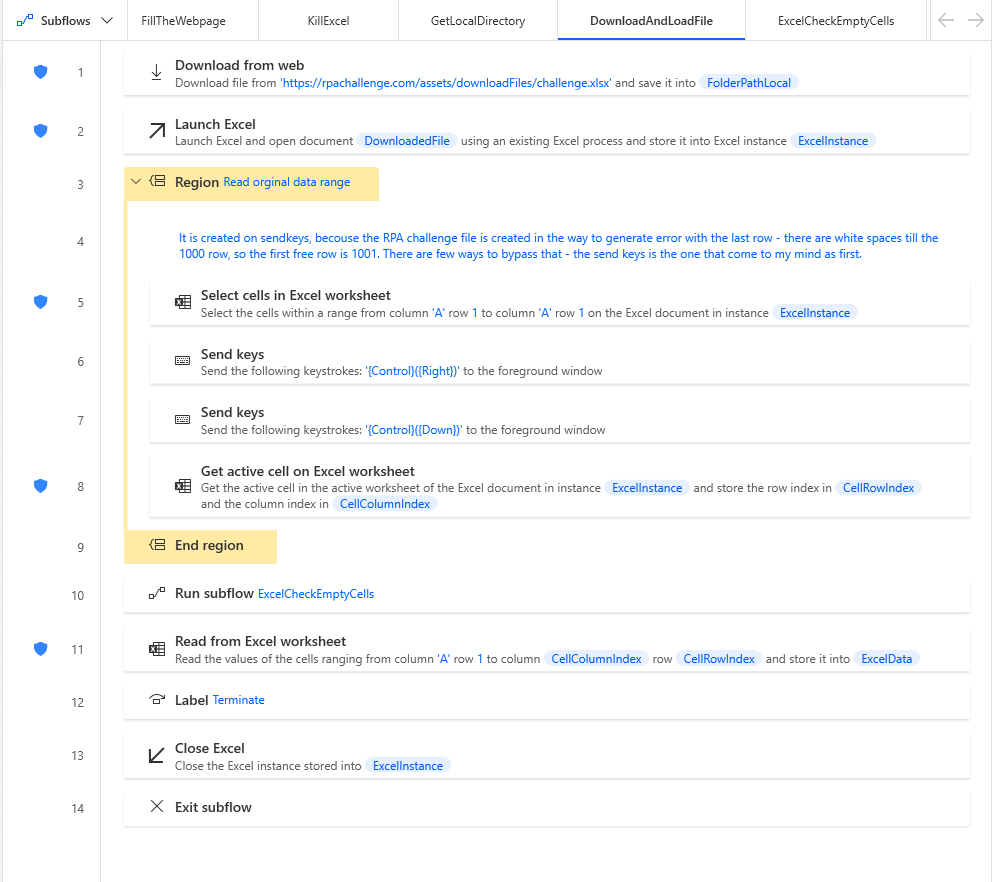 Subflows
FillTheWebpage
KillExcel
GetLocalDirectory
DownloadAndLoadFile
ExcelCheckEmptyCells
1
Download from web
Download file from 'https://rpachallenge.com/assets/downloadFiles/challenge.xlsx' and save it into FolderPathLocal
2
Launch Excel
Launch Excel and open document DownloadedFile using an existing Excel process and store it into Excel instance ExcelInstance
3
Region Read orginal data range
4
It is created on sendkeys, becouse the RPA challenge file is created in the way to generate error with the last row - there are white spaces till the
1000 row, so the first free row is 1001. There are few ways to bypass that - the send keys is the one that come to my mind as first.
5
Select cells in Excel worksheet
Select the cells within a range from column 'A' row 1 to column 'A' row 1 on the Excel document in instance ExcelInstance
6
Send keys
Send the following keystrokes: '{Control}({Right})' to the foreground window
7
Send keys
Send the following keystrokes: '{Control}({Down})' to the foreground window
8
Get active cell on Excel worksheet
Get the active cell in the active worksheet of the Excel document in instance ExcelInstance and store the row index in CellRowIndex
and the column index in CellColumnIndex
9
End region
10
Run subflow ExcelCheckEmptyCells
11
Read from Excel worksheet
Read the values of the cells ranging from column 'A' row 1 to column CellColumnIndex row CellRowIndex and store it into ExcelData
12
Label Terminate
13
Close Excel
Close the Excel instance stored into ExcelInstance
14
Exit subflow